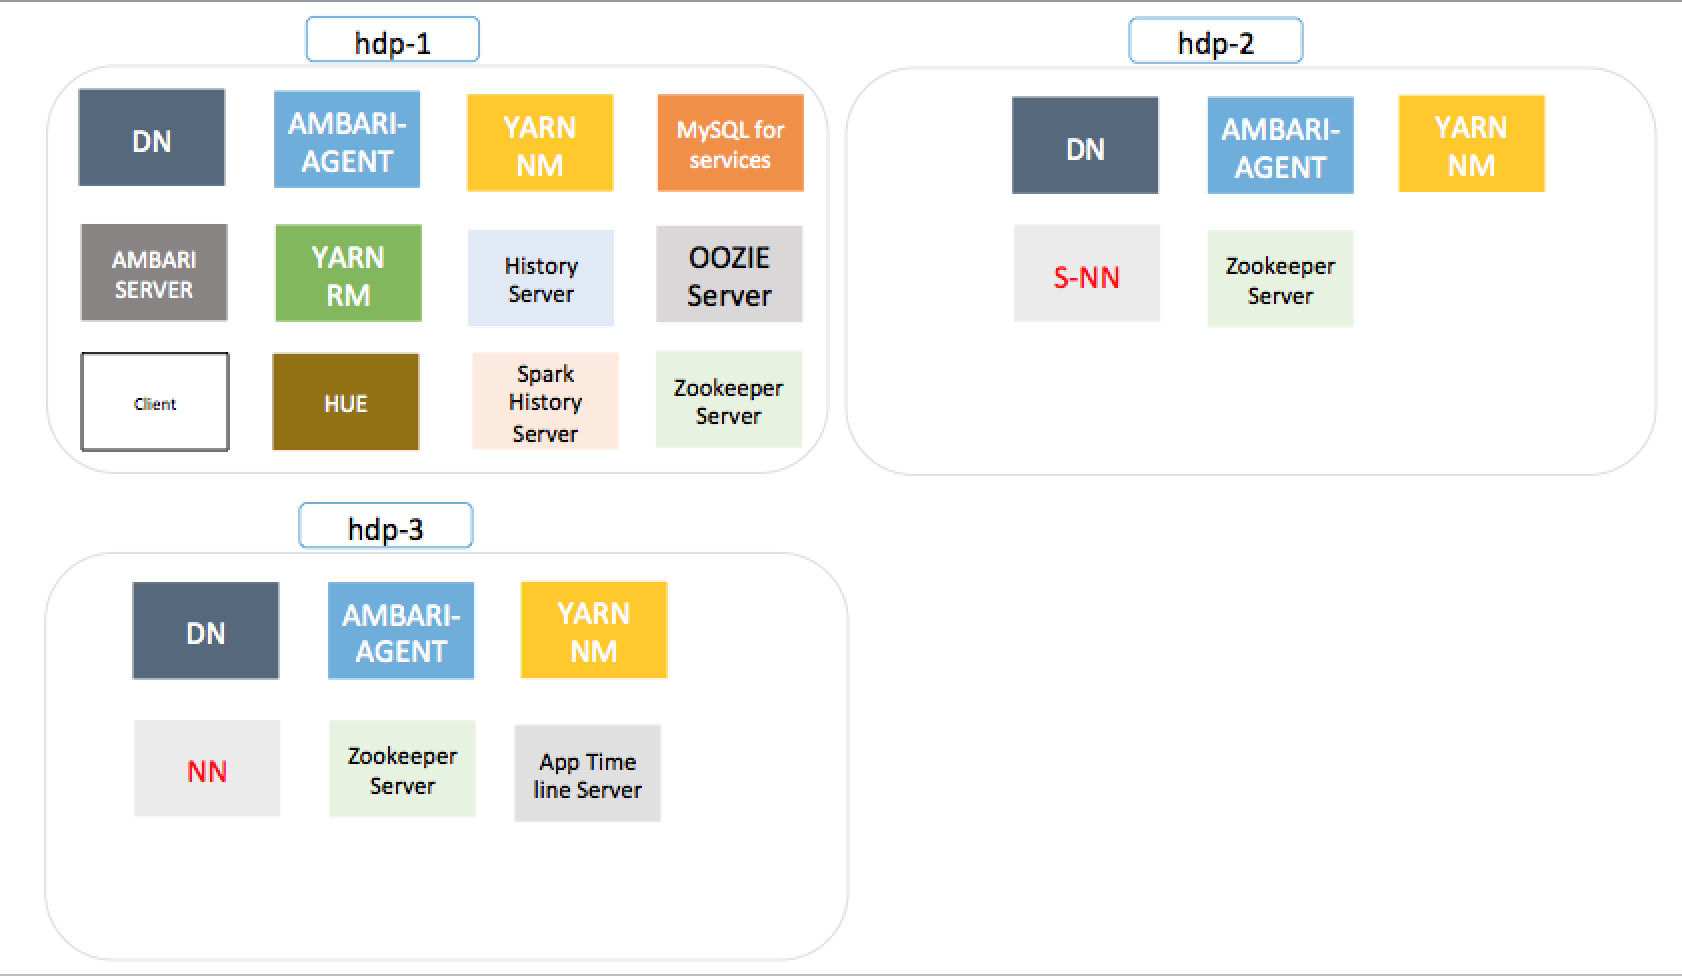 hdp-1
DN
AMBARI-
AGENT
YARN
NM
MySQL for
services
AMBARI
SERVER
YARN
RM
History
Server
OOZIE
Server
Client
HUE
Spark
History
Server
Zookeeper
Server
hdp-2
DN
AMBARI-
AGENT
YARN
NM
S-NN
Zookeeper
Server
hdp-3
DN
AMBARI-
AGENT
YARN
NM
NN
Zookeeper
Server
App Time
line Server